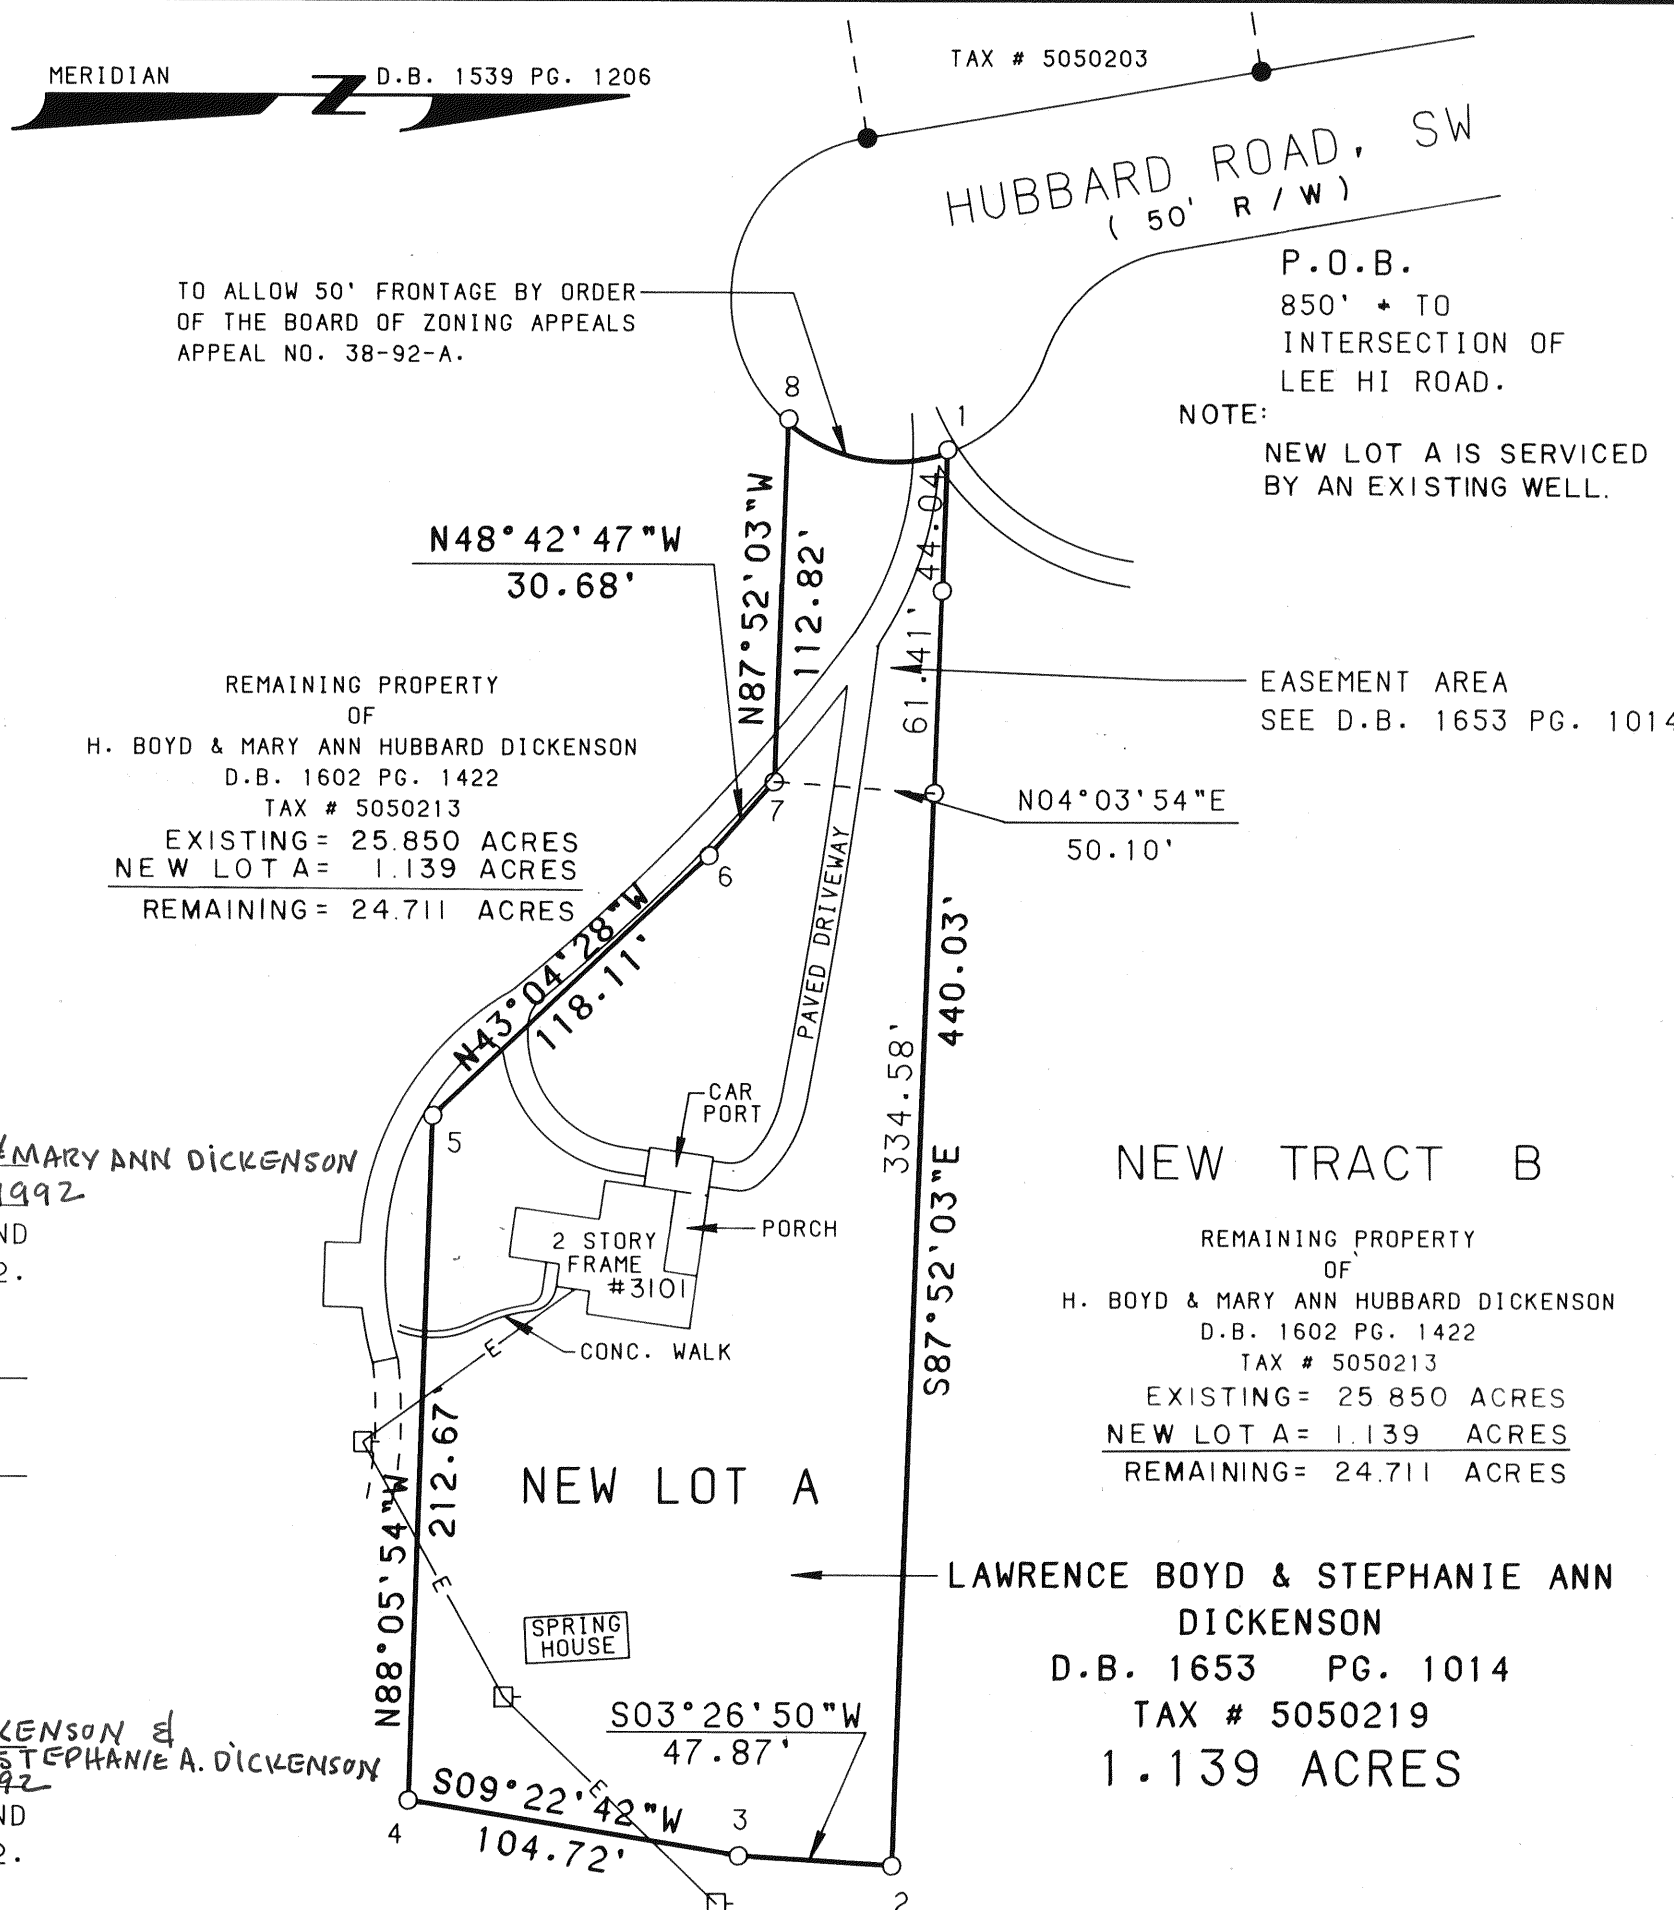 MERIDIAN
D.B. 1539 PG. 1206
TAX # 5050203
HUBBARD ROAD, SW
( 50' R / W )
P.O.B.
850' TO
INTERSECTION OF
LEE HI ROAD.
TO ALLOW 50' FRONTAGE BY ORDER
OF THE BOARD OF ZONING APPEALS
APPEAL NO. 38-92-A.
8
1
NOTE:
NEW LOT A IS SERVICED
BY AN EXISTING WELL.
N48°42'47"W
30.68'
N87°52'03"W
112.82'
44.04
61.41'
REMAINING PROPERTY
OF
H. BOYD & MARY ANN HUBBARD DICKENSON
D.B. 1602 PG. 1422
TAX # 5050213
EXISTING= 25.850 ACRES
NEW LOT A= 1.139 ACRES
REMAINING= 24.711 ACRES
EASEMENT AREA
SEE D.B. 1653 PG. 1014
7
N04°03'54"E
50.10'
6
PAVED DRIVEWAY
N43°04'28"W
118.11'
440.03'
334.58'
S87°52'03"E
CAR
PORT
5
& MARY ANN DICKENSON
1992
ND
2.
PORCH
2 STORY
FRAME
#3101
E
CONC. WALK
NEW TRACT B
REMAINING PROPERTY
OF
H. BOYD & MARY ANN HUBBARD DICKENSON
D.B. 1602 PG. 1422
TAX # 5050213
EXISTING= 25.850 ACRES
NEW LOT A= 1.139 ACRES
REMAINING= 24.711 ACRES
N88°05'54"W
212.67'
NEW LOT A
E
LAWRENCE BOYD & STEPHANIE ANN
DICKENSON
D.B. 1653 PG. 1014
TAX # 5050219
1.139 ACRES
SPRING
HOUSE
S03°26'50"W
47.87'
KENSON &
STEPHANIE A. DICKENSON
92
ND
2.
E
S09°22'42"W
104.72'
4
3
2